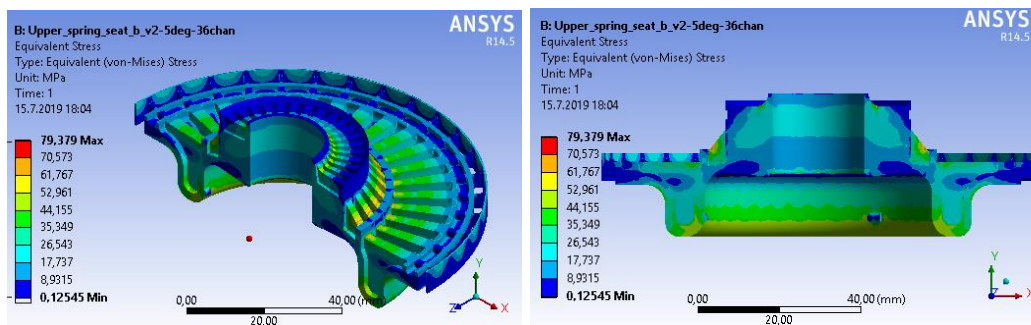 B: Upper_spring_seat_b_v2-5deg-36chan
Equivalent Stress
Type: Equivalent (von-Mises) Stress
Unit: MPa
Time: 1
15.7.2019 18:04
ANSYS
R14.5
79,379 Max
70,573
61,767
52,961
44,155
35,349
26,543
17,737
8,9315
0,12545 Min
0,00
40,00 (mm)
20,00
Y
Z
X
B: Upper_spring_seat_b_v2-5deg-36chan
Equivalent Stress
Type: Equivalent (von-Mises) Stress
Unit: MPa
Time: 1
15.7.2019 18:04
ANSYS
R14.5
79,379 Max
70,573
61,767
52,961
44,155
35,349
26,543
17,737
8,9315
0,12545 Min
0,00
40,00 (mm)
20,00
Y
Z
X